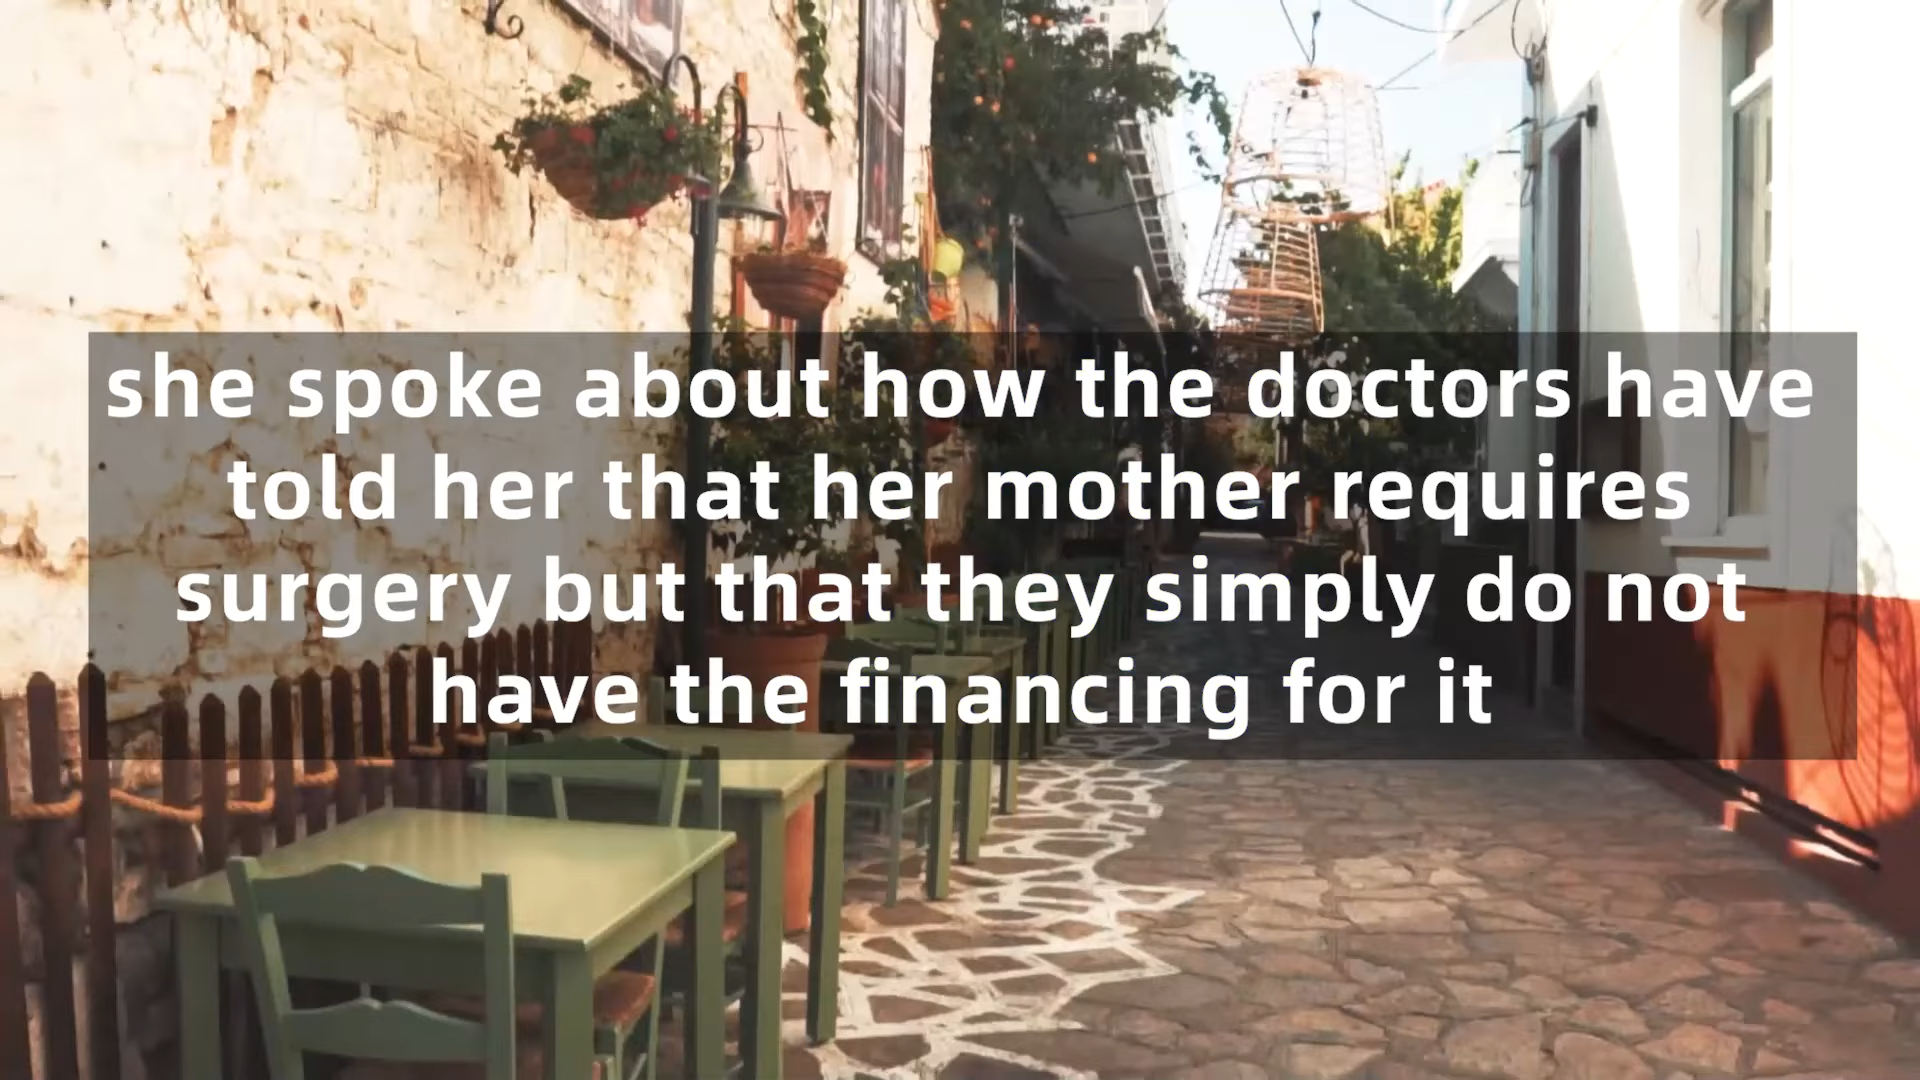 she spoke about how the doctors have
told her that her mother requires
surgery but that they simply do not
have the financing for it